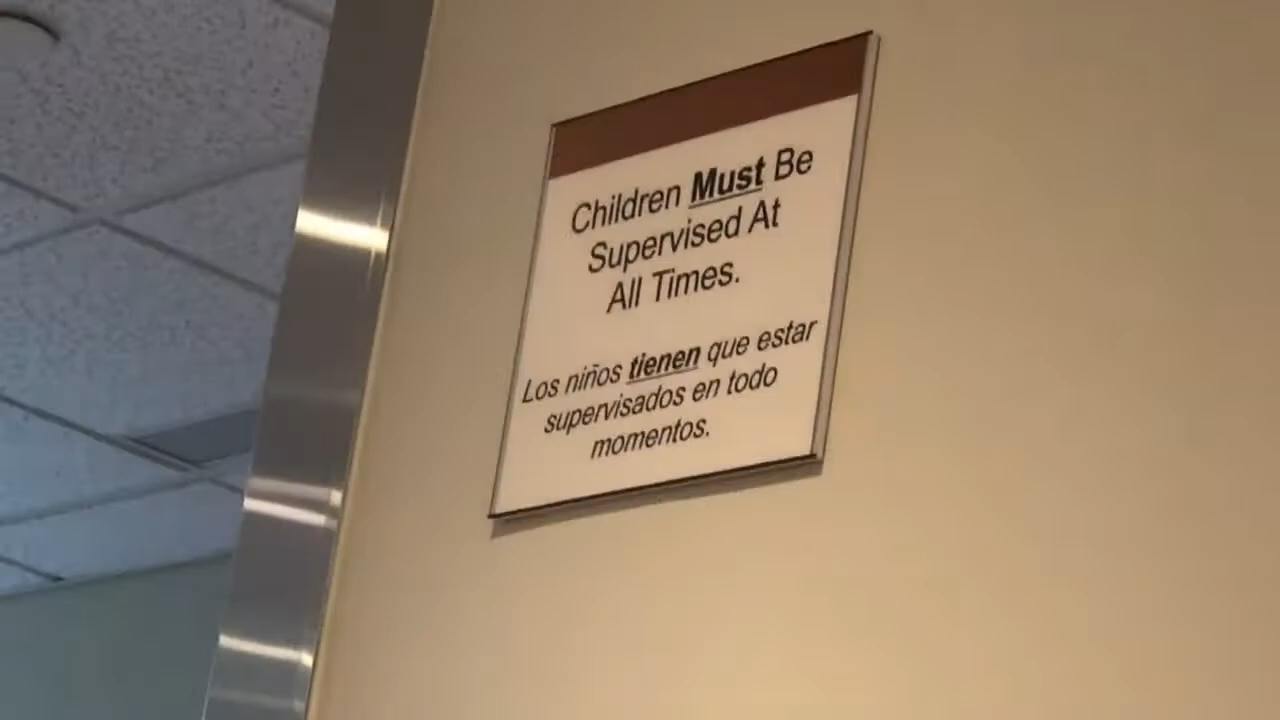 Children Must Be
Supervised At
All Times.
Los niños tienen que estar
supervisados en todo
momentos.